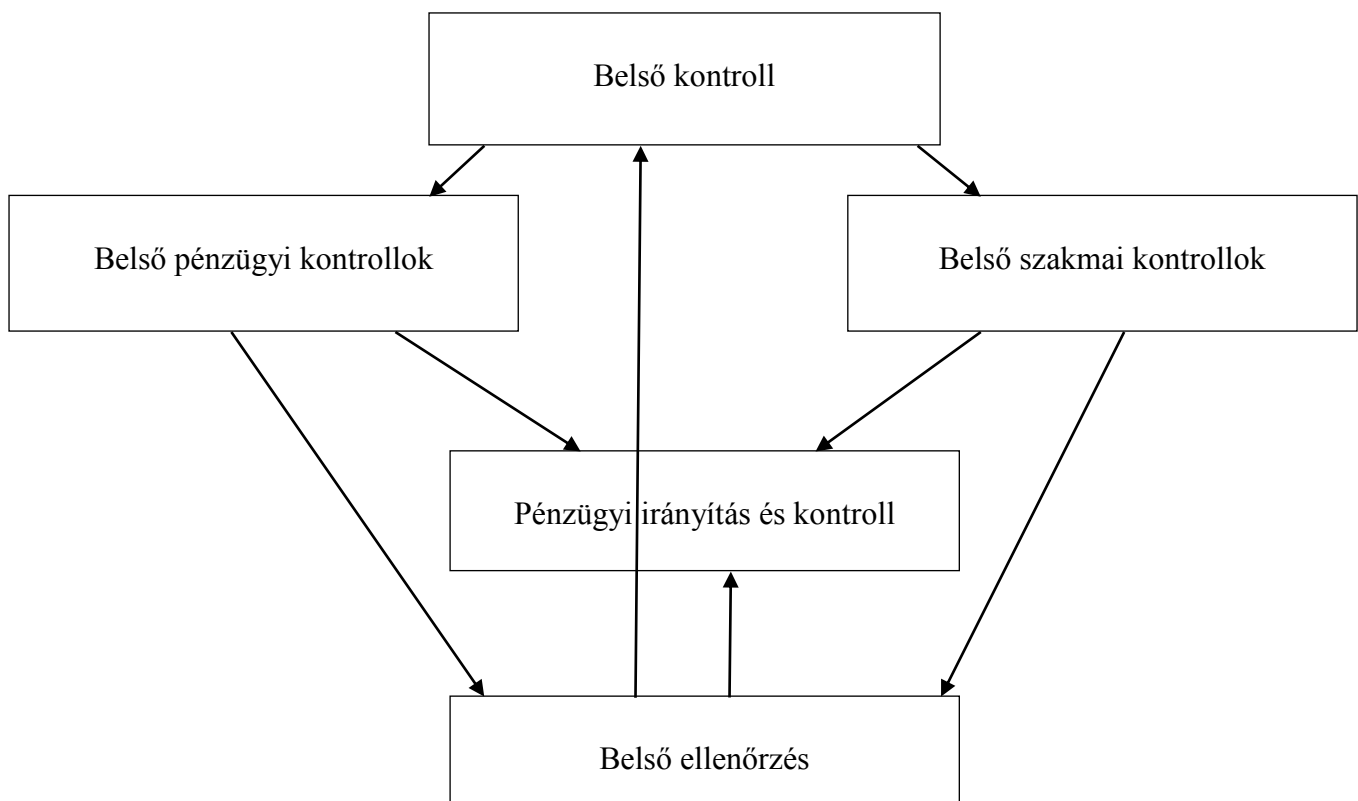 Belső kontroll
Belső pénzügyi kontrollok
Belső szakmai kontrollok
Pénzügyi irányítás és kontroll
Belső ellenőrzés